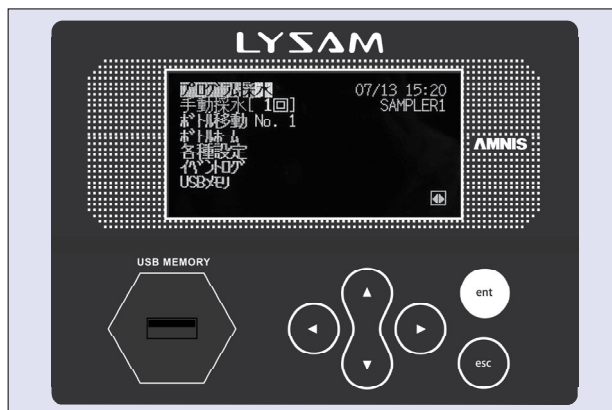 LYSAM
プログラム採水
07/13 15:20
手動採水[ 1回]
SAMPLER1
ボトル移動 No. 1
ボトルホーム
各種設定
イベントログ
USBメモリ
AMNIS
USB MEMORY
ent
esc